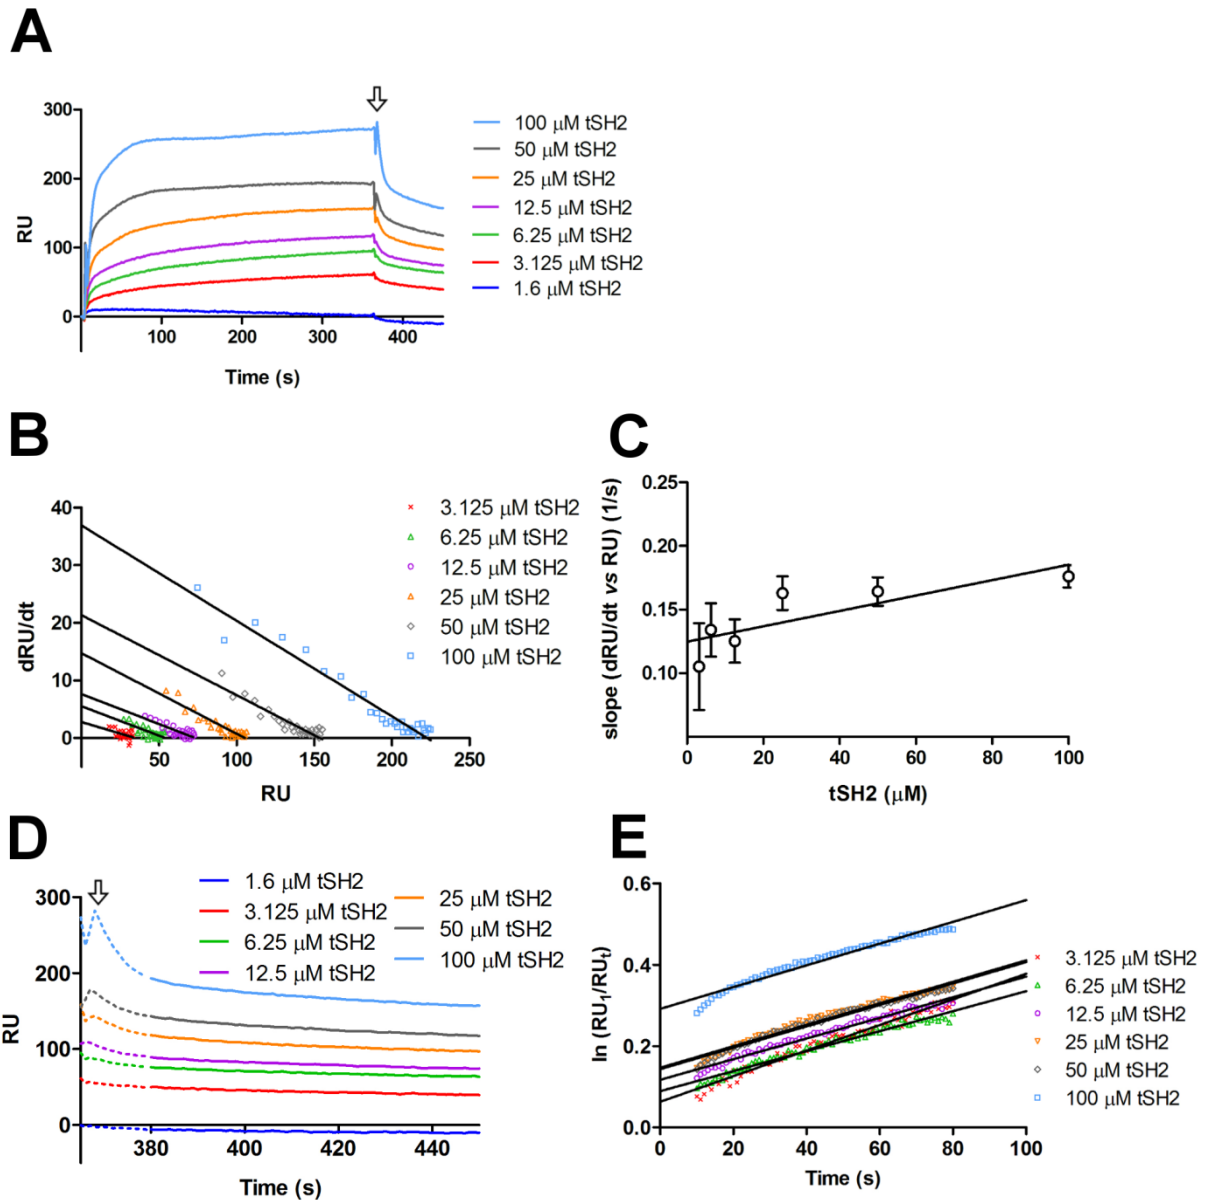 A
300
200
100
0
RU
100 200 300 400
Time (s)
100 μM tSH2
50 μM tSH2
25 μM tSH2
12.5 μM tSH2
6.25 μM tSH2
3.125 μM tSH2
1.6 μM tSH2
B
40
30
20
10
0
dRU/dt
50 100 150 200 250
RU
3.125 μM tSH2
6.25 μM tSH2
12.5 μM tSH2
25 μM tSH2
50 μM tSH2
100 μM tSH2
C
0.25
0.20
0.15
0.10
slope (dRU/dt vs RU) (1/s)
0 20 40 60 80 100
tSH2 (μM)
D
300
200
100
0
RU
380 400 420 440
Time (s)
1.6 μM tSH2
3.125 μM tSH2
6.25 μM tSH2
12.5 μM tSH2
25 μM tSH2
50 μM tSH2
100 μM tSH2
E
0.6
0.4
0.2
0.0
ln (RU1/RUt)
0 20 40 60 80 100
Time (s)
3.125 μM tSH2
6.25 μM tSH2
12.5 μM tSH2
25 μM tSH2
50 μM tSH2
100 μM tSH2